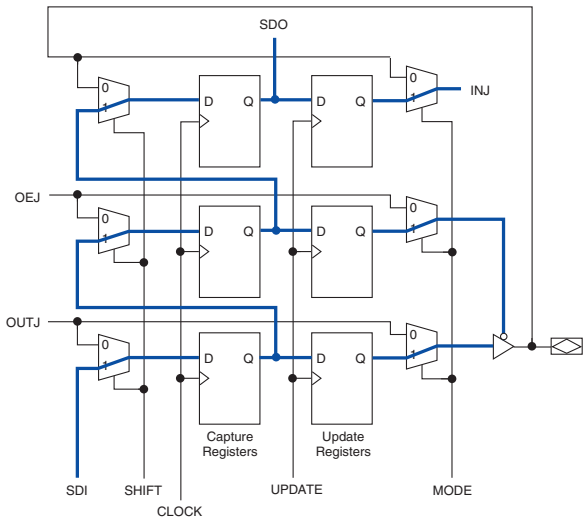 SDO
0
1
D Q
D Q
0
1
INJ
OEJ
0
1
D Q
D Q
0
1
OUTJ
0
1
D Q
D Q
0
1
Capture
Registers
Update
Registers
SDI
SHIFT
CLOCK
UPDATE
MODE